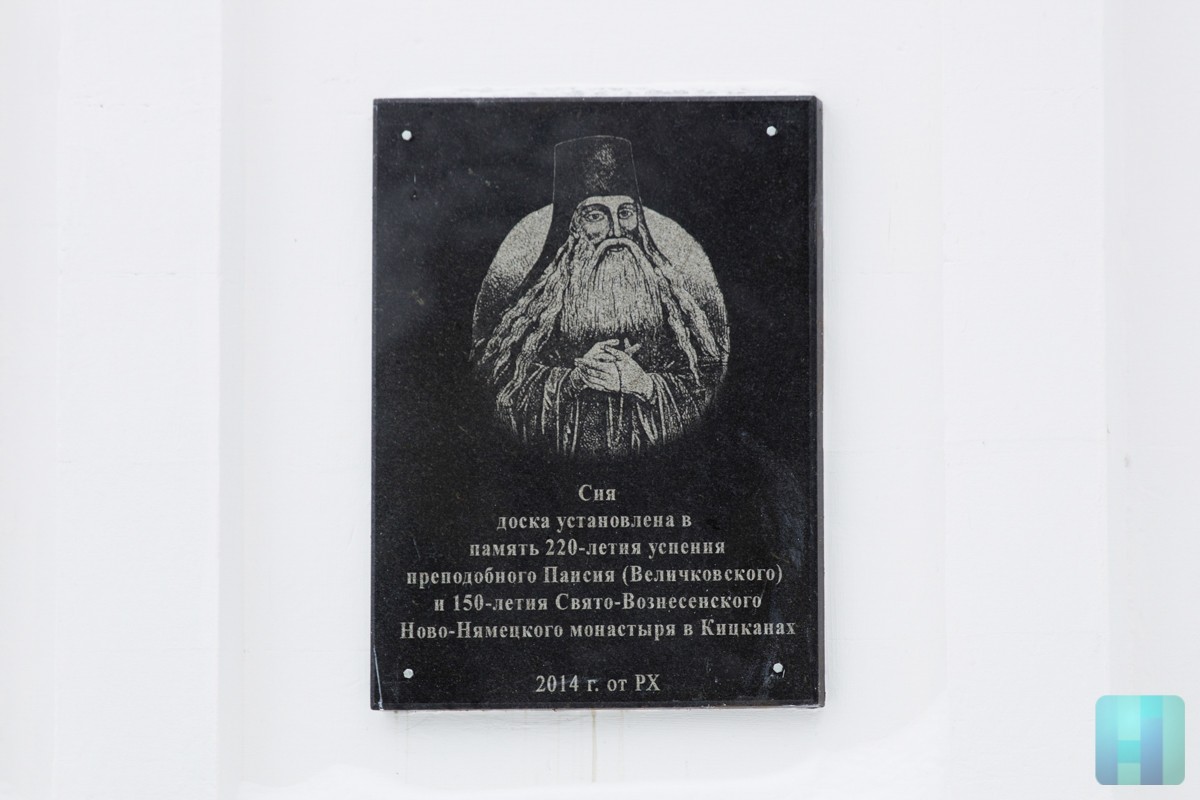 Сия
доска установлена в
память 220-летия успения
преподобного Паисия (Величковского)
и 150-летия Свято-Вознесенского
Ново-Нямецкого монастыря в Кицканах
2014 г. от РХ